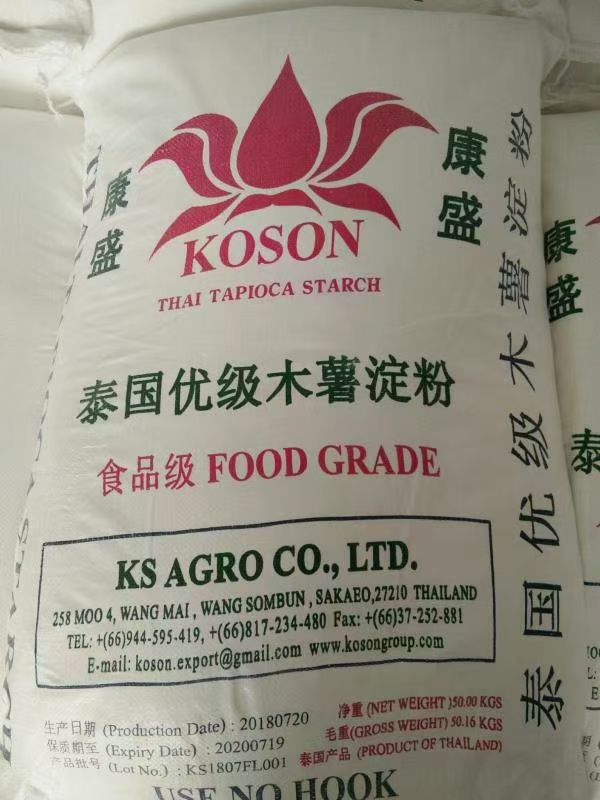 康盛
康盛
KOSON
THAI TAPIOCA STARCH
泰国优级木薯淀粉
食品级 FOOD GRADE
KS AGRO CO., LTD.
258 MOO 4, WANG MAI , WANG SOMBUN , SAKAEO,27210 THAILAND
TEL: +(66)944-595-419, +(66)817-234-480 Fax: +(66)37-252-881
E-mail: koson.export@gmail.com www.kosongroup.com
生产日期 (Production Date) : 20180720
保质期至 (Expiry Date) : 20200719
产品批号 (Lot No.) : KS1807FL001
净重 (NET WEIGHT )50.00 KGS
毛重(GROSS WEIGHT) 50.16 KGS
泰国产品 (PRODUCT OF THAILAND)
USE NO HOOK
泰国优级木薯淀粉
康盛
泰